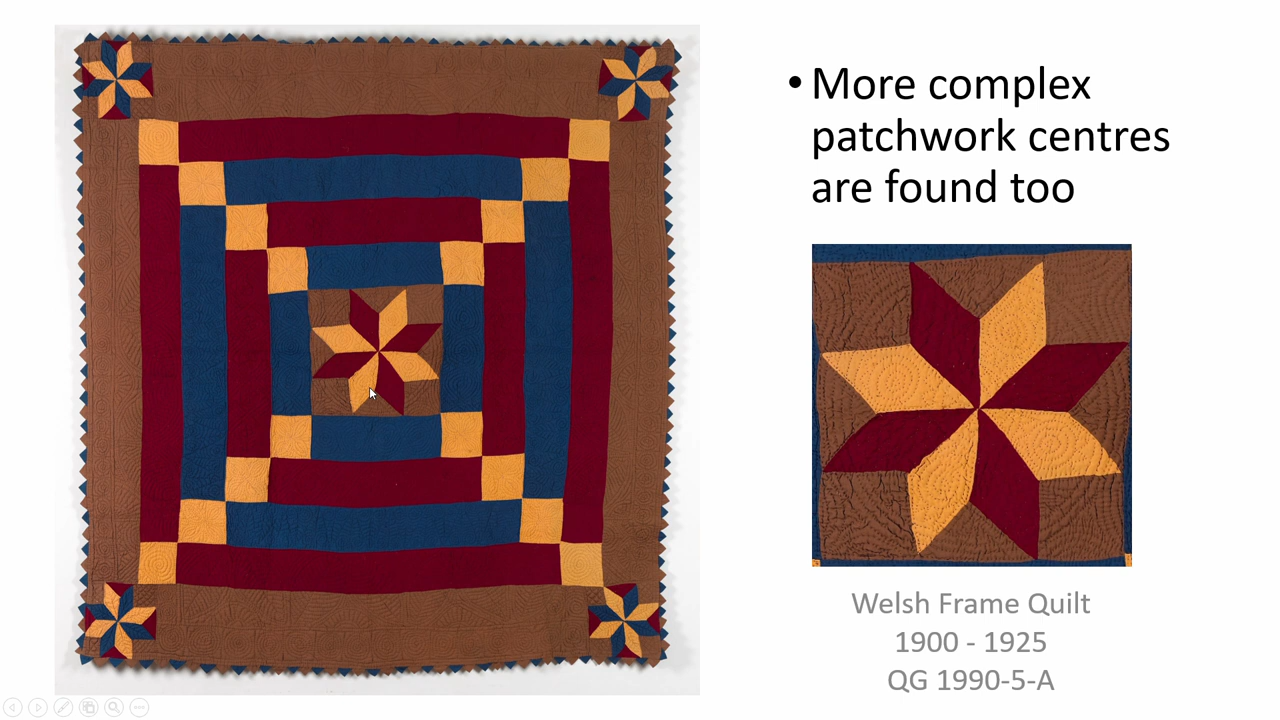 • More complex
patchwork centres
are found too
Welsh Frame Quilt
1900 - 1925
QG 1990-5-A